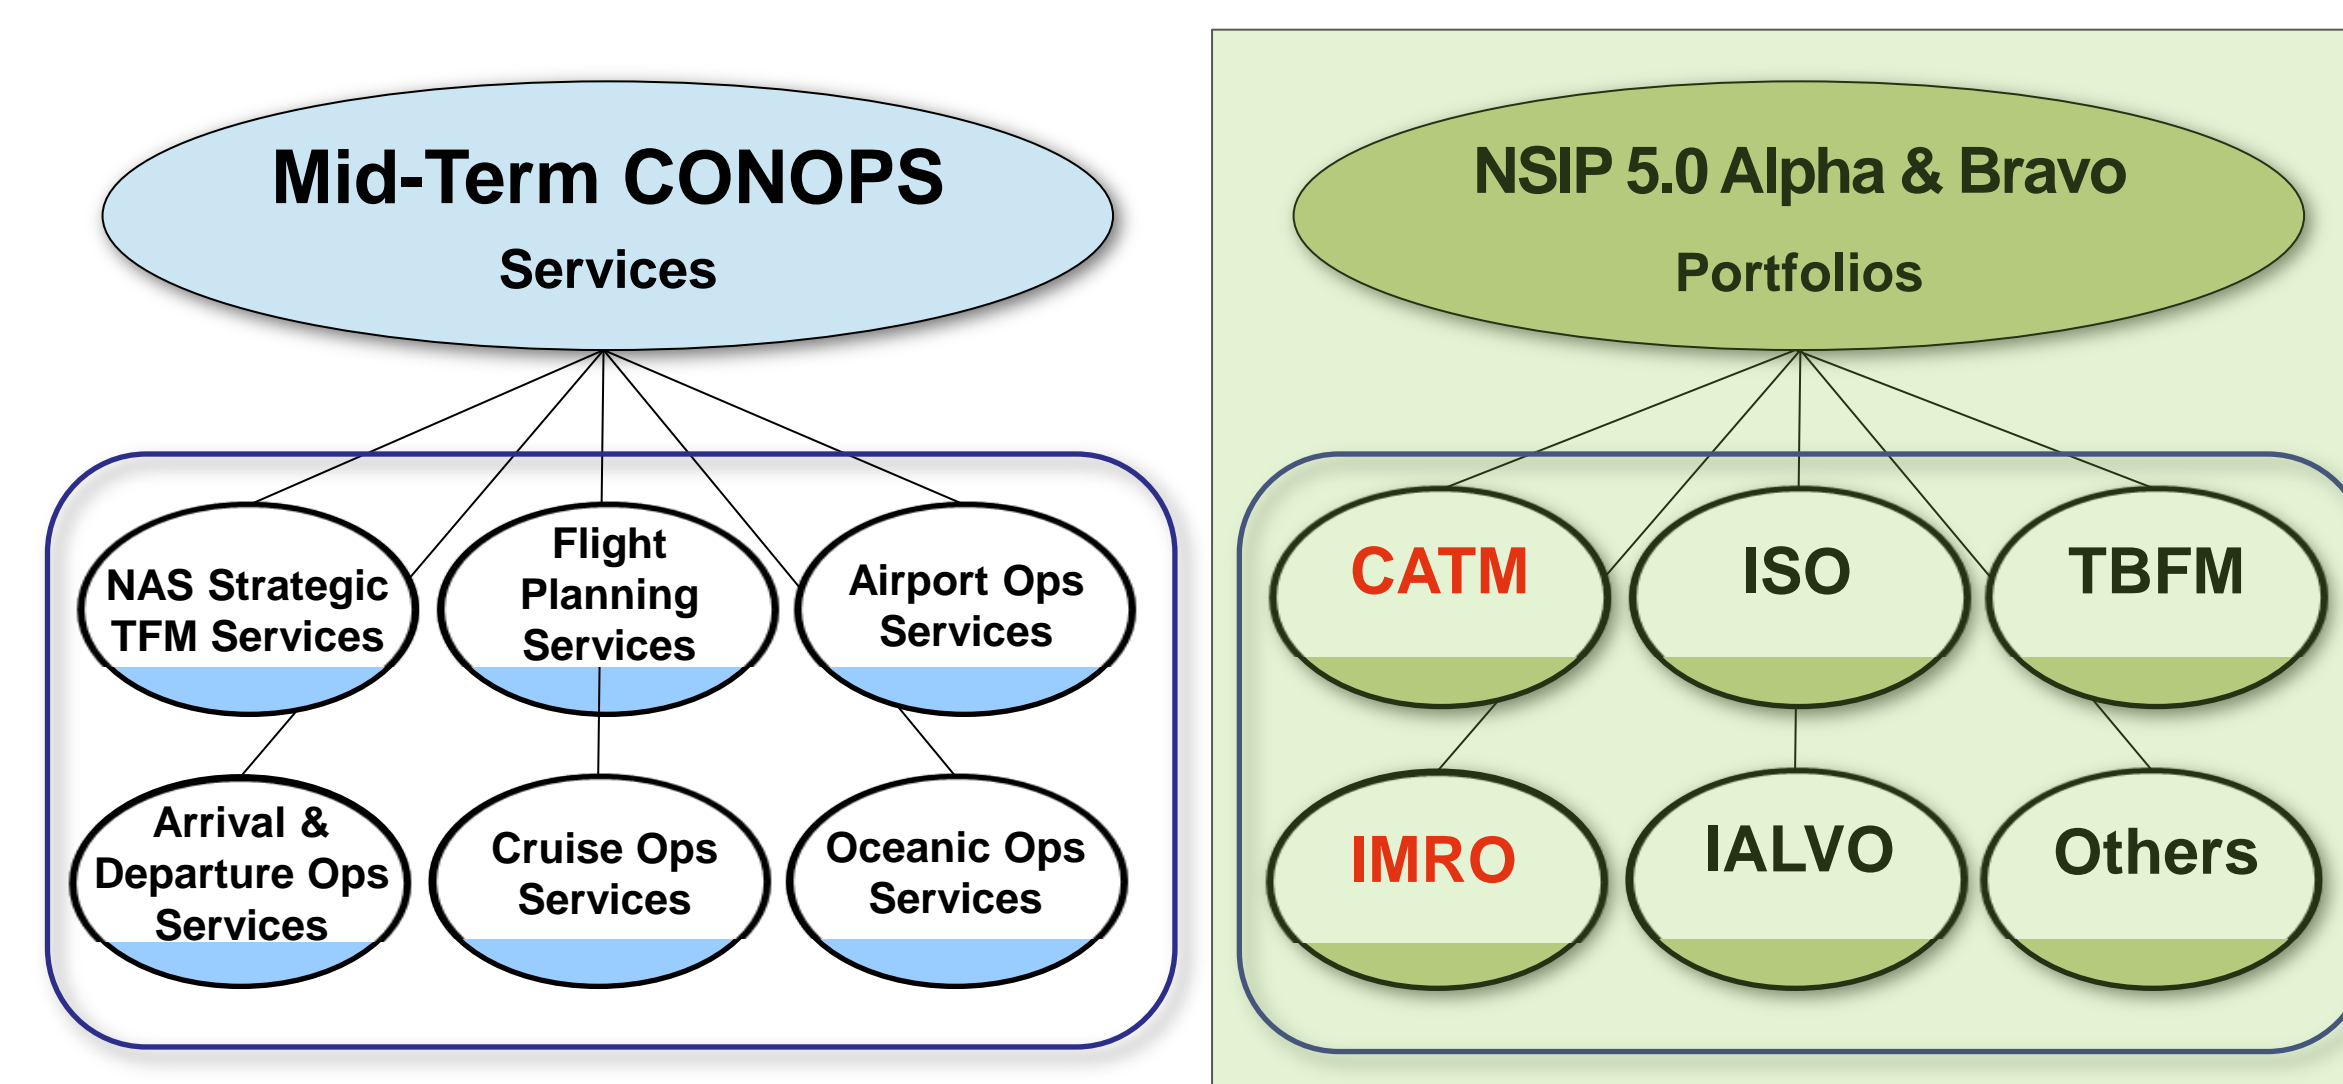 Mid-Term CONOPS
Services
NAS Strategic
TFM Services
Flight
Planning
Services
Airport Ops
Services
Arrival &
Departure Ops
Services
Cruise Ops
Services
Oceanic Ops
Services
NSIP 5.0 Alpha & Bravo
Portfolios
CATM
ISO
TBFM
IMRO
IALVO
Others